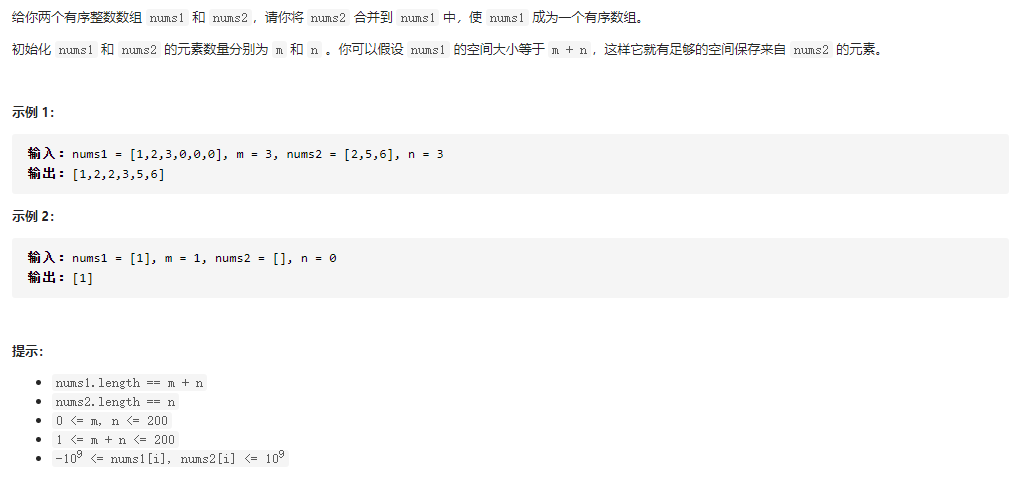 给你两个有序整数数组 nums1 和 nums2，请你将 nums2 合并到 nums1 中，使 nums1 成为一个有序数组。
初始化 nums1 和 nums2 的元素数量分别为 m 和 n 。你可以假设 nums1 的空间大小等于 m + n，这样它就有足够的空间保存来自 nums2 的元素。
示例 1：
输入：nums1 = [1,2,3,0,0,0], m = 3, nums2 = [2,5,6], n = 3
输出：[1,2,2,3,5,6]
示例 2：
输入：nums1 = [1], m = 1, nums2 = [], n = 0
输出：[1]
提示：
nums1.length == m + n
nums2.length == n
0 <= m, n <= 200
1 <= m + n <= 200
-10⁹ <= nums1[i], nums2[i] <= 10⁹